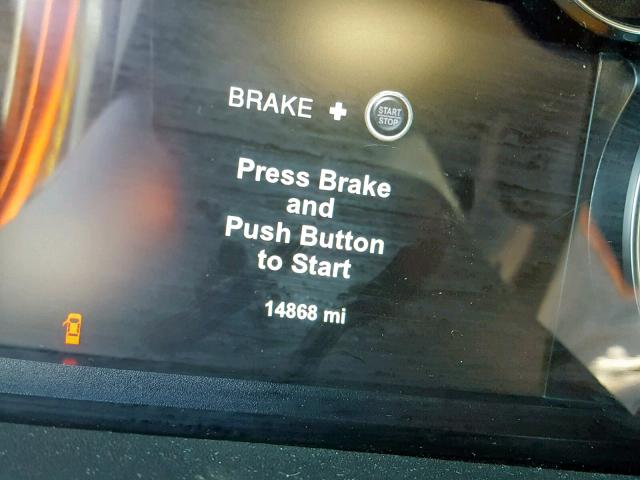 BRAKE + START STOP
Press Brake
and
Push Button
to Start
14868 mi